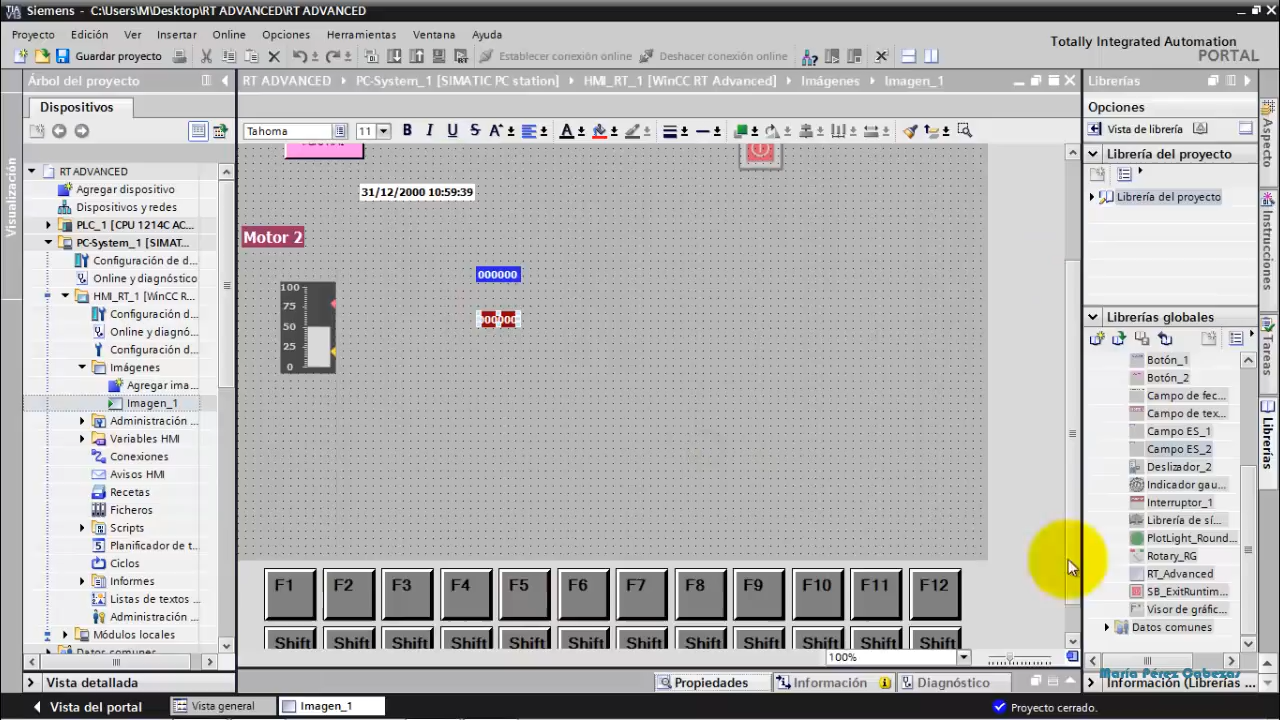 Siemens - C:\Users\M\Desktop\RT ADVANCED\RT ADVANCED
Proyecto Edición Ver Insertar Online Opciones Herramientas Ventana Ayuda
Totally Integrated Automation
PORTAL
Guardar proyecto
Establecer conexión online
Deshacer conexión online
Árbol del proyecto
RT ADVANCED
PC-System_1 [SIMATIC PC station]
HMI_RT_1 [WinCC RT Advanced]
Imágenes
Imagen_1
Librerías
Dispositivos
Visualización
RT ADVANCED
Agregar dispositivo
Dispositivos y redes
PLC_1 [CPU 1214C AC...
PC-System_1 [SIMAT...
Configuración de d...
Online y diagnóstico
HMI_RT_1 [WinCC R...
Configuración d...
Online y diagnó...
Configuración d...
Imágenes
Agregar ima...
Imagen_1
Administración ...
Variables HMI
Conexiones
Avisos HMI
Recetas
Ficheros
Scripts
Planificador de t...
Ciclos
Informes
Listas de textos ...
Administración ...
Módulos locales
Vista detallada
Tahoma
11
B I U S A A
31/12/2000 10:59:39
Motor 2
000000
000000
100
75
50
25
0
F1 F2 F3 F4 F5 F6 F7 F8 F9 F10 F11 F12
Shift Shift Shift Shift Shift Shift Shift Shift Shift Shift Shift Shift
100%
Propiedades
Información
Diagnóstico
Opciones
Vista de librería
Librería del proyecto
Librería del proyecto
Librerías globales
Botón_1
Botón_2
Campo de fec...
Campo de tex...
Campo ES_1
Campo ES_2
Deslizador_2
Indicador gau...
Interruptor_1
Librería de sí...
PlotLight_Round...
Rotary_RG
RT_Advanced
SB_ExitRuntim...
Visor de gráfic...
Datos comunes
María Pérez Cabezas
Información (Librerías ...
Aspecto
Instrucciones
Tareas
Librerías
Vista del portal
Vista general
Imagen_1
Proyecto cerrado.